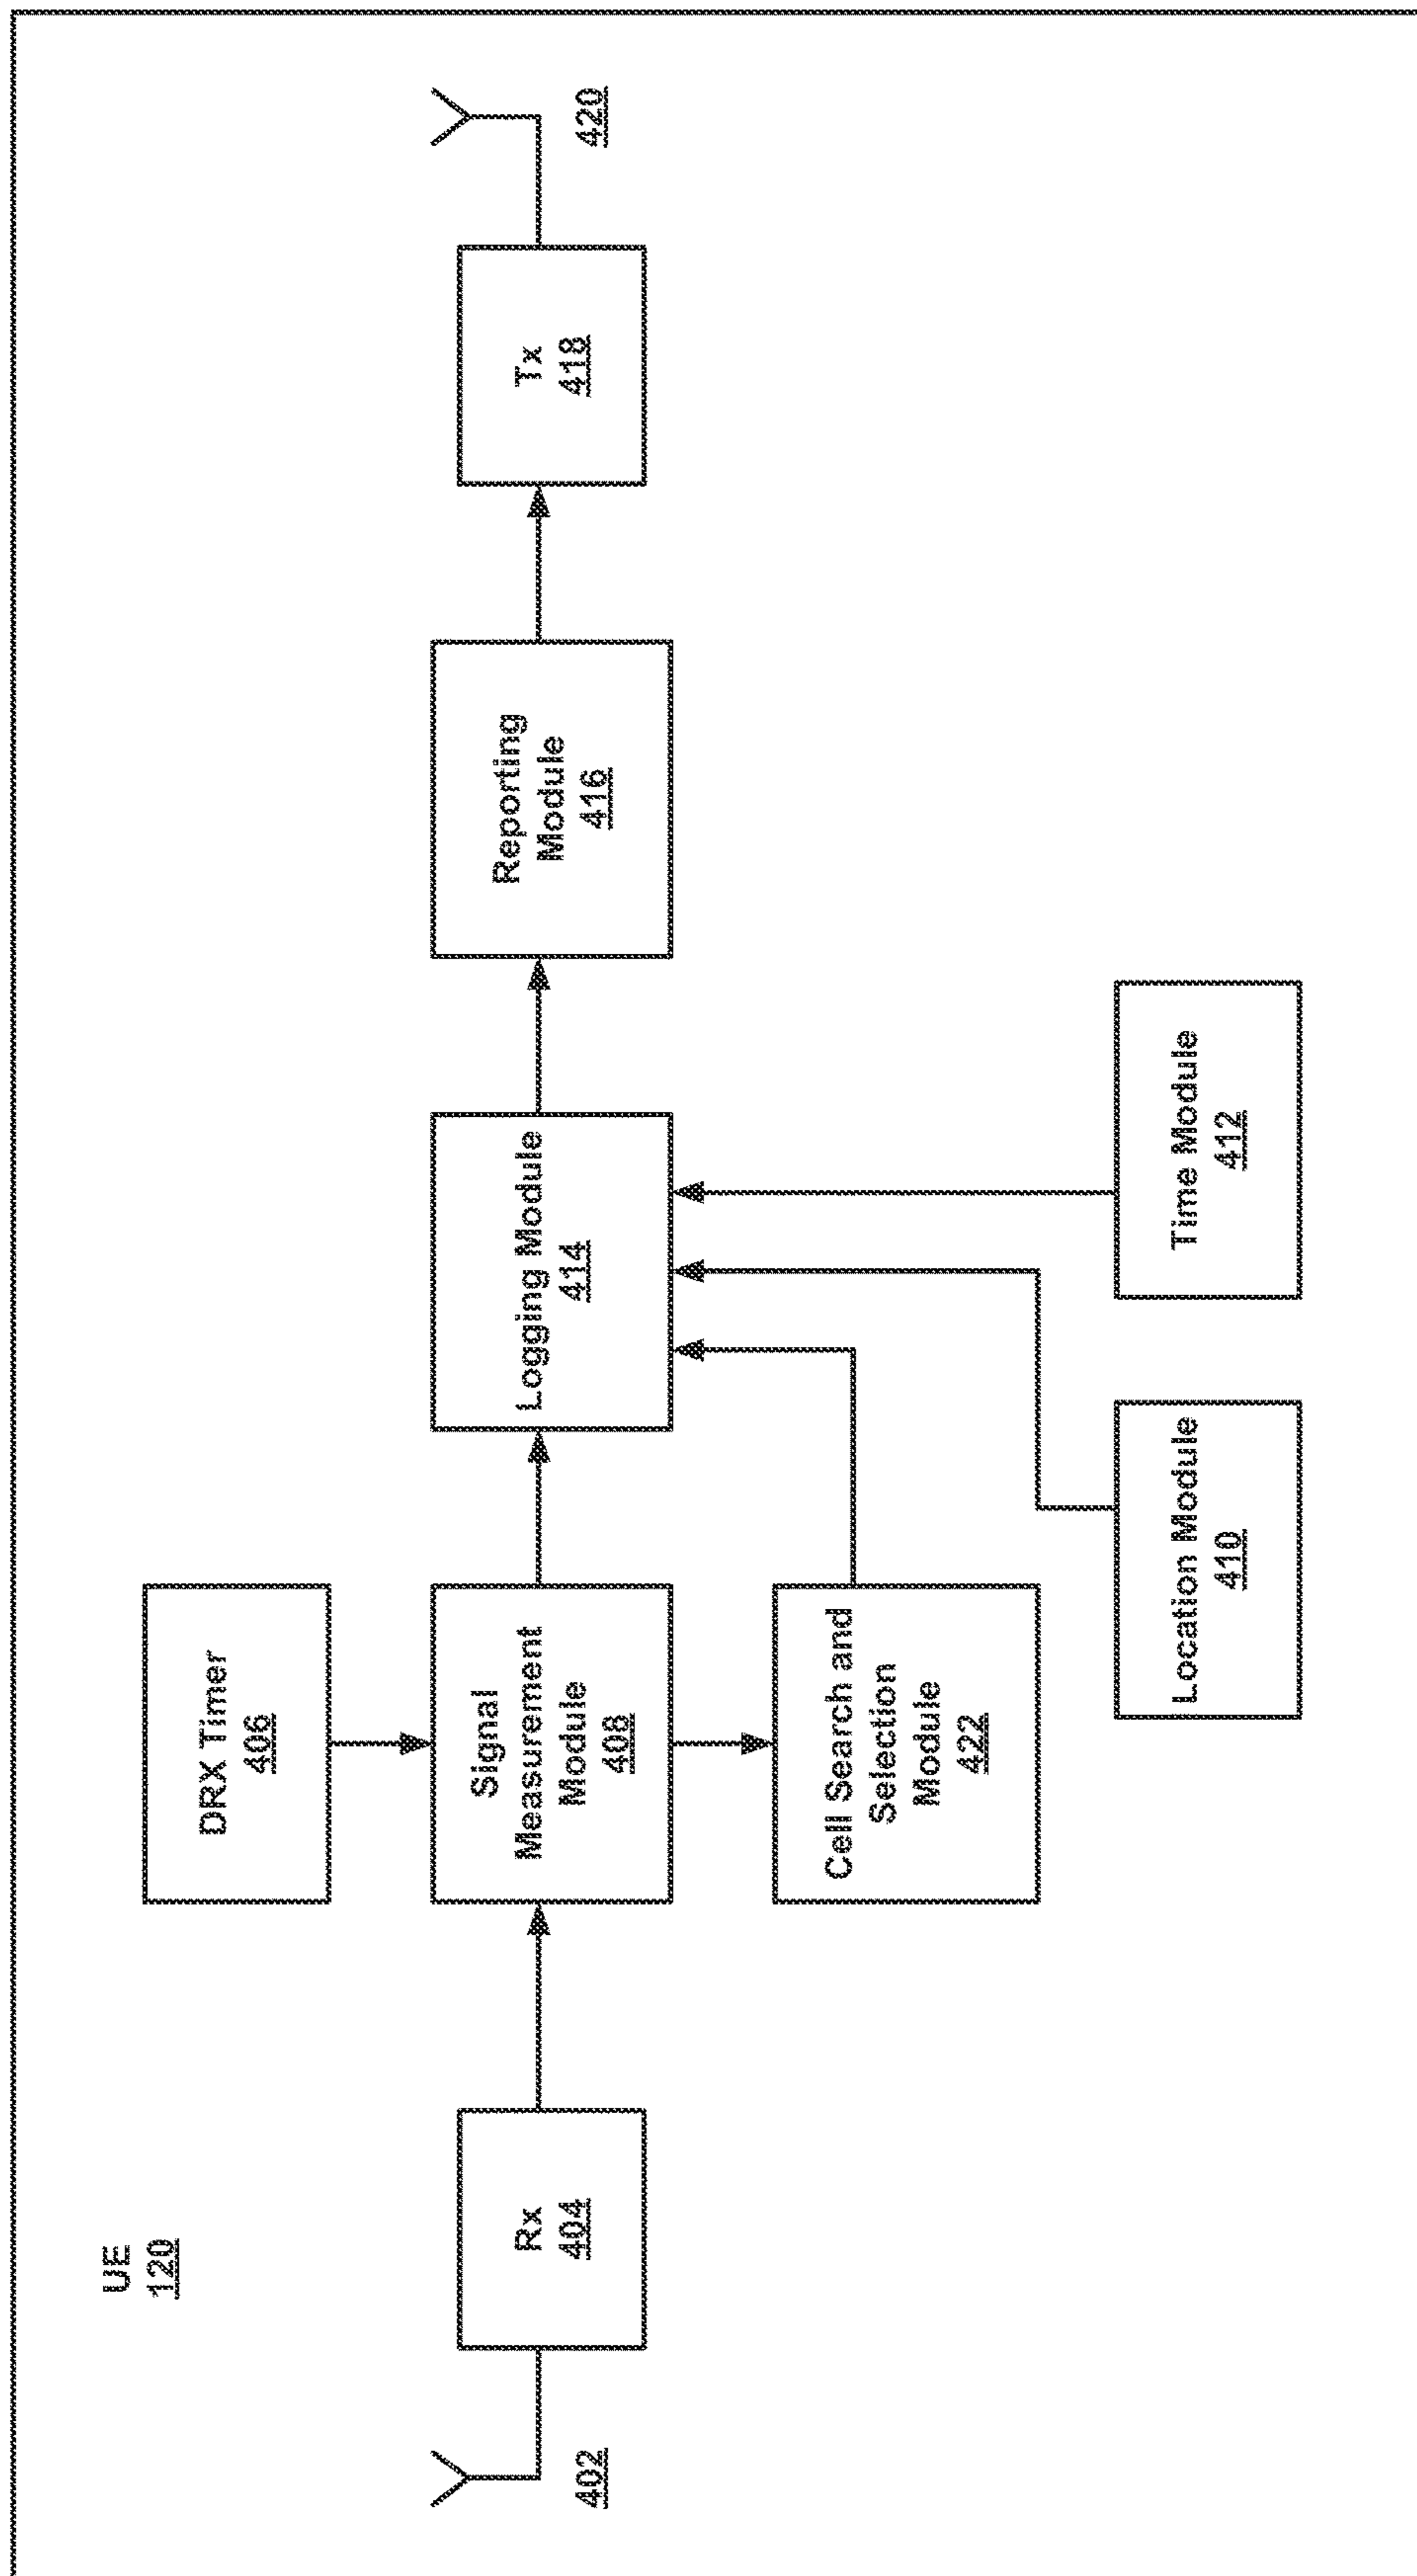 UE
120
DRX Timer
406
402
Rx
404
Signal
Measurement
Module
408
Logging Module
414
Reporting
Module
416
Tx
418
420
Cell Search and
Selection
Module
422
Location Module
410
Time Module
412